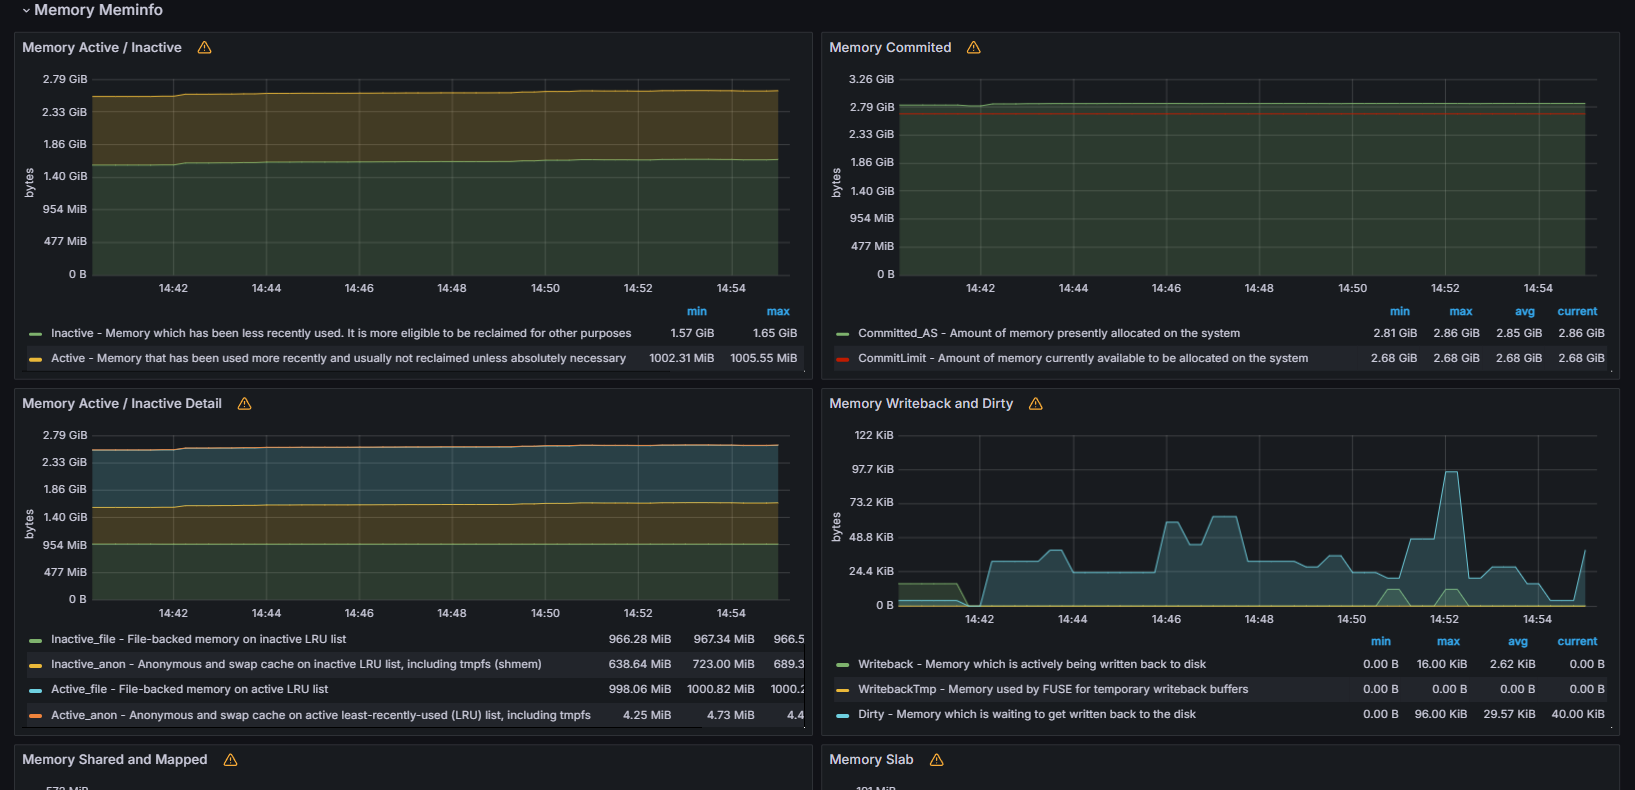 Memory Meminfo
Memory Active / Inactive
2.79 GiB
2.33 GiB
1.86 GiB
1.40 GiB
954 MiB
477 MiB
0 B
bytes
14:42 14:44 14:46 14:48 14:50 14:52 14:54
min max
Inactive - Memory which has been less recently used. It is more eligible to be reclaimed for other purposes 1.57 GiB 1.65 GiB
Active - Memory that has been used more recently and usually not reclaimed unless absolutely necessary 1002.31 MiB 1005.55 MiB
Memory Commited
3.26 GiB
2.79 GiB
2.33 GiB
1.86 GiB
1.40 GiB
954 MiB
477 MiB
0 B
bytes
14:42 14:44 14:46 14:48 14:50 14:52 14:54
min max avg current
Committed_AS - Amount of memory presently allocated on the system 2.81 GiB 2.86 GiB 2.85 GiB 2.86 GiB
CommitLimit - Amount of memory currently available to be allocated on the system 2.68 GiB 2.68 GiB 2.68 GiB 2.68 GiB
Memory Active / Inactive Detail
2.79 GiB
2.33 GiB
1.86 GiB
1.40 GiB
954 MiB
477 MiB
0 B
bytes
14:42 14:44 14:46 14:48 14:50 14:52 14:54
Inactive_file - File-backed memory on inactive LRU list 966.28 MiB 967.34 MiB 966.5
Inactive_anon - Anonymous and swap cache on inactive LRU list, including tmpfs (shmem) 638.64 MiB 723.00 MiB 689.3
Active_file - File-backed memory on active LRU list 998.06 MiB 1000.82 MiB 1000.2
Active_anon - Anonymous and swap cache on active least-recently-used (LRU) list, including tmpfs 4.25 MiB 4.73 MiB 4.4
Memory Writeback and Dirty
122 KiB
97.7 KiB
73.2 KiB
48.8 KiB
24.4 KiB
0 B
bytes
14:42 14:44 14:46 14:48 14:50 14:52 14:54
min max avg current
Writeback - Memory which is actively being written back to disk 0.00 B 16.00 KiB 2.62 KiB 0.00 B
WritebackTmp - Memory used by FUSE for temporary writeback buffers 0.00 B 0.00 B 0.00 B 0.00 B
Dirty - Memory which is waiting to get written back to the disk 0.00 B 96.00 KiB 29.57 KiB 40.00 KiB
Memory Shared and Mapped
Memory Slab